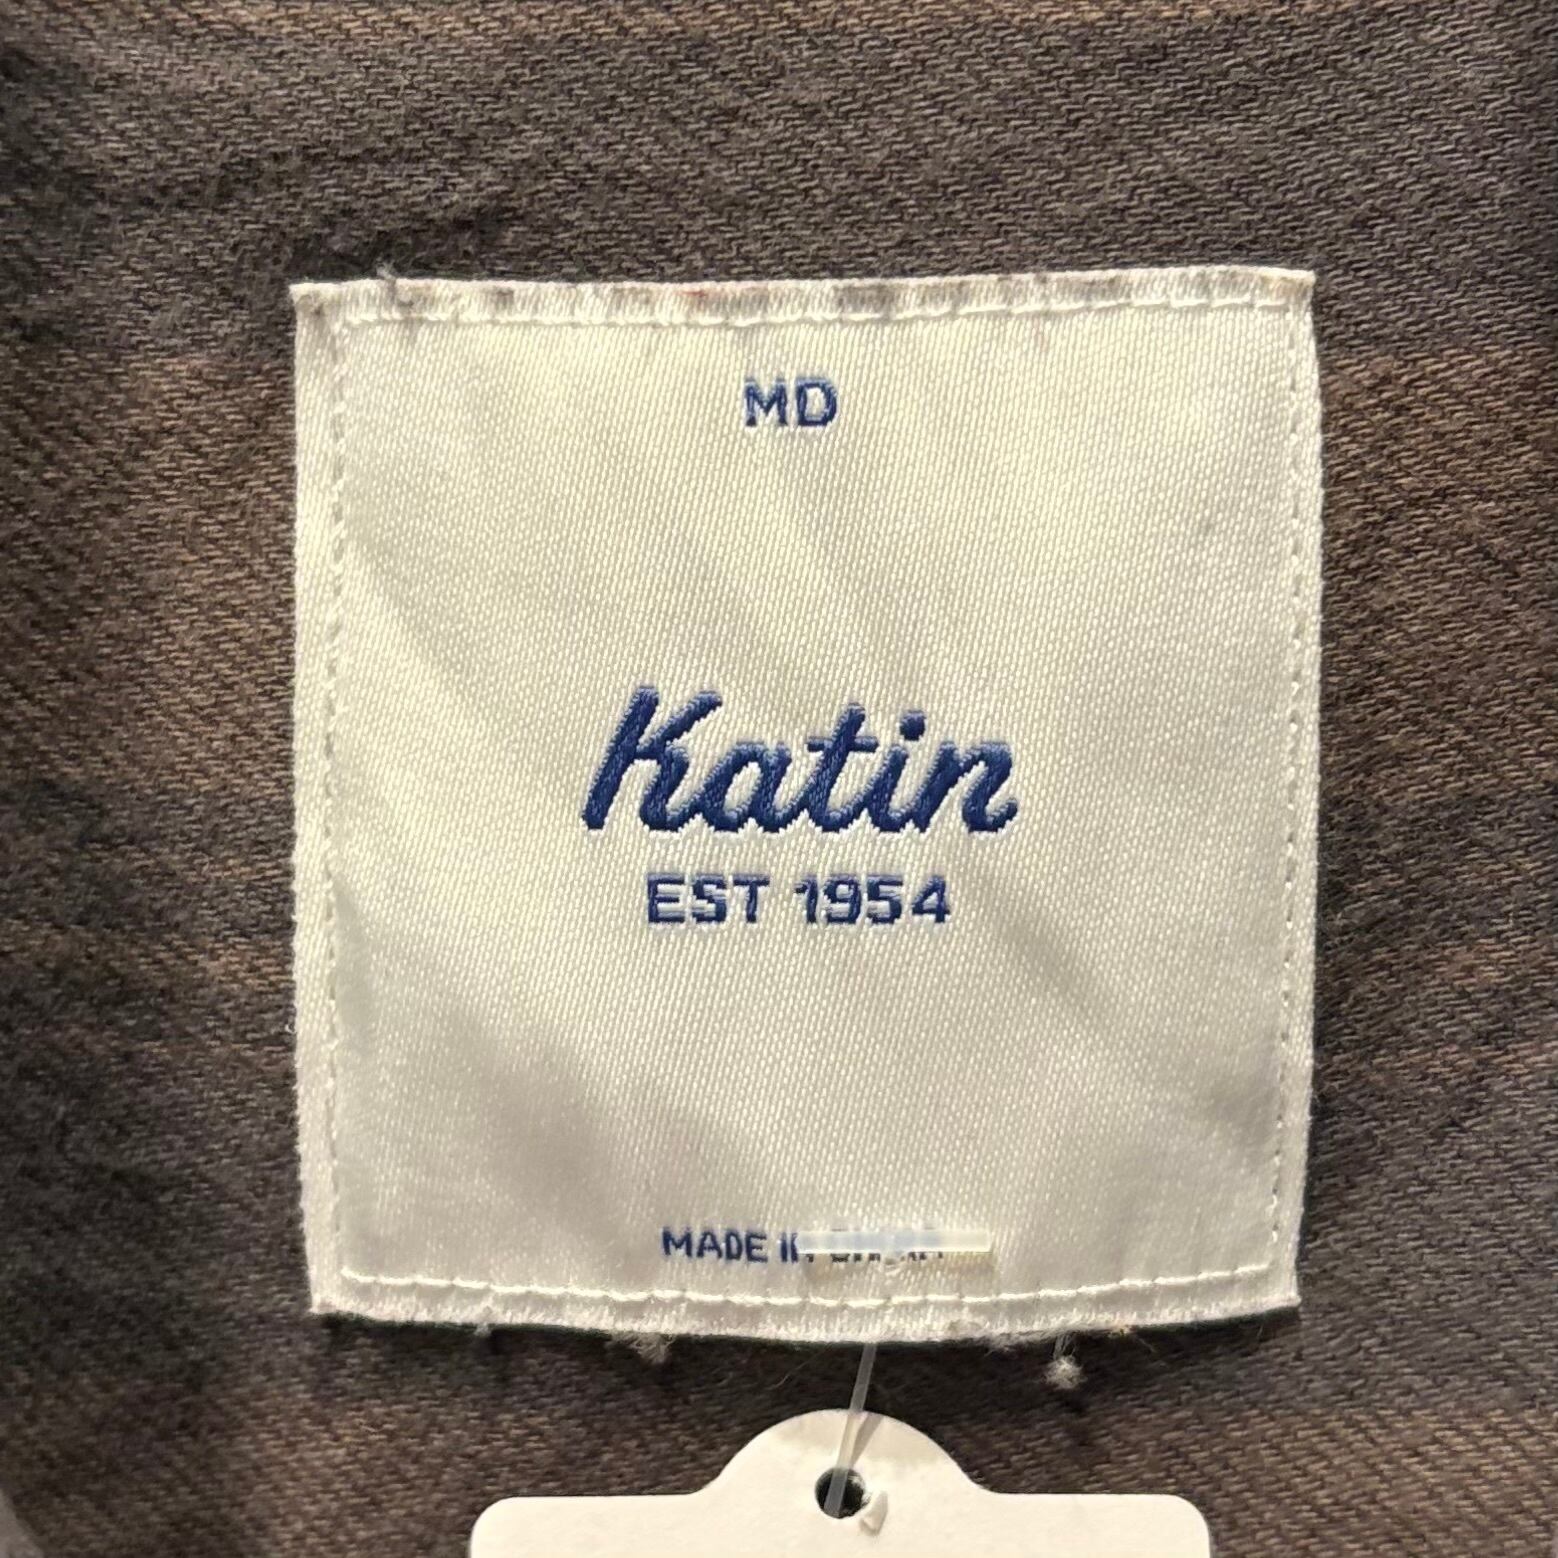 MD
Katin
EST 1954
MADE IN